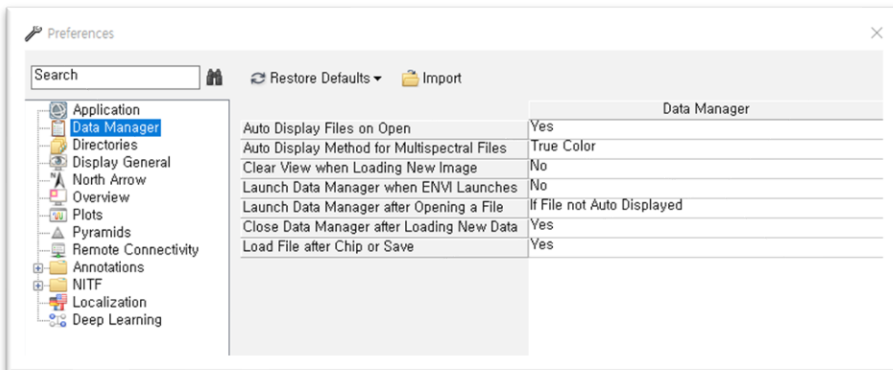 Preferences
Search
Restore Defaults
Import
Application
Data Manager
Directories
Display General
North Arrow
Overview
Plots
Pyramids
Remote Connectivity
Annotations
NITF
Localization
Deep Learning
Data Manager
Auto Display Files on Open Yes
Auto Display Method for Multispectral Files True Color
Clear View when Loading New Image No
Launch Data Manager when ENVI Launches No
Launch Data Manager after Opening a File If File not Auto Displayed
Close Data Manager after Loading New Data Yes
Load File after Chip or Save Yes